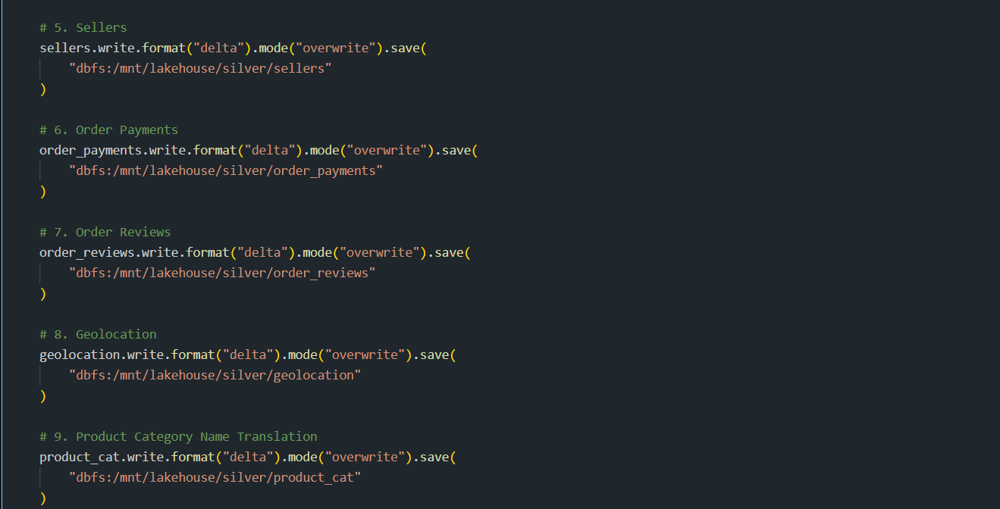 # 5. Sellers
sellers.write.format("delta").mode("overwrite").save(
    "dbfs:/mnt/lakehouse/silver/sellers"
)

# 6. Order Payments
order_payments.write.format("delta").mode("overwrite").save(
    "dbfs:/mnt/lakehouse/silver/order_payments"
)

# 7. Order Reviews
order_reviews.write.format("delta").mode("overwrite").save(
    "dbfs:/mnt/lakehouse/silver/order_reviews"
)

# 8. Geolocation
geolocation.write.format("delta").mode("overwrite").save(
    "dbfs:/mnt/lakehouse/silver/geolocation"
)

# 9. Product Category Name Translation
product_cat.write.format("delta").mode("overwrite").save(
    "dbfs:/mnt/lakehouse/silver/product_cat"
)